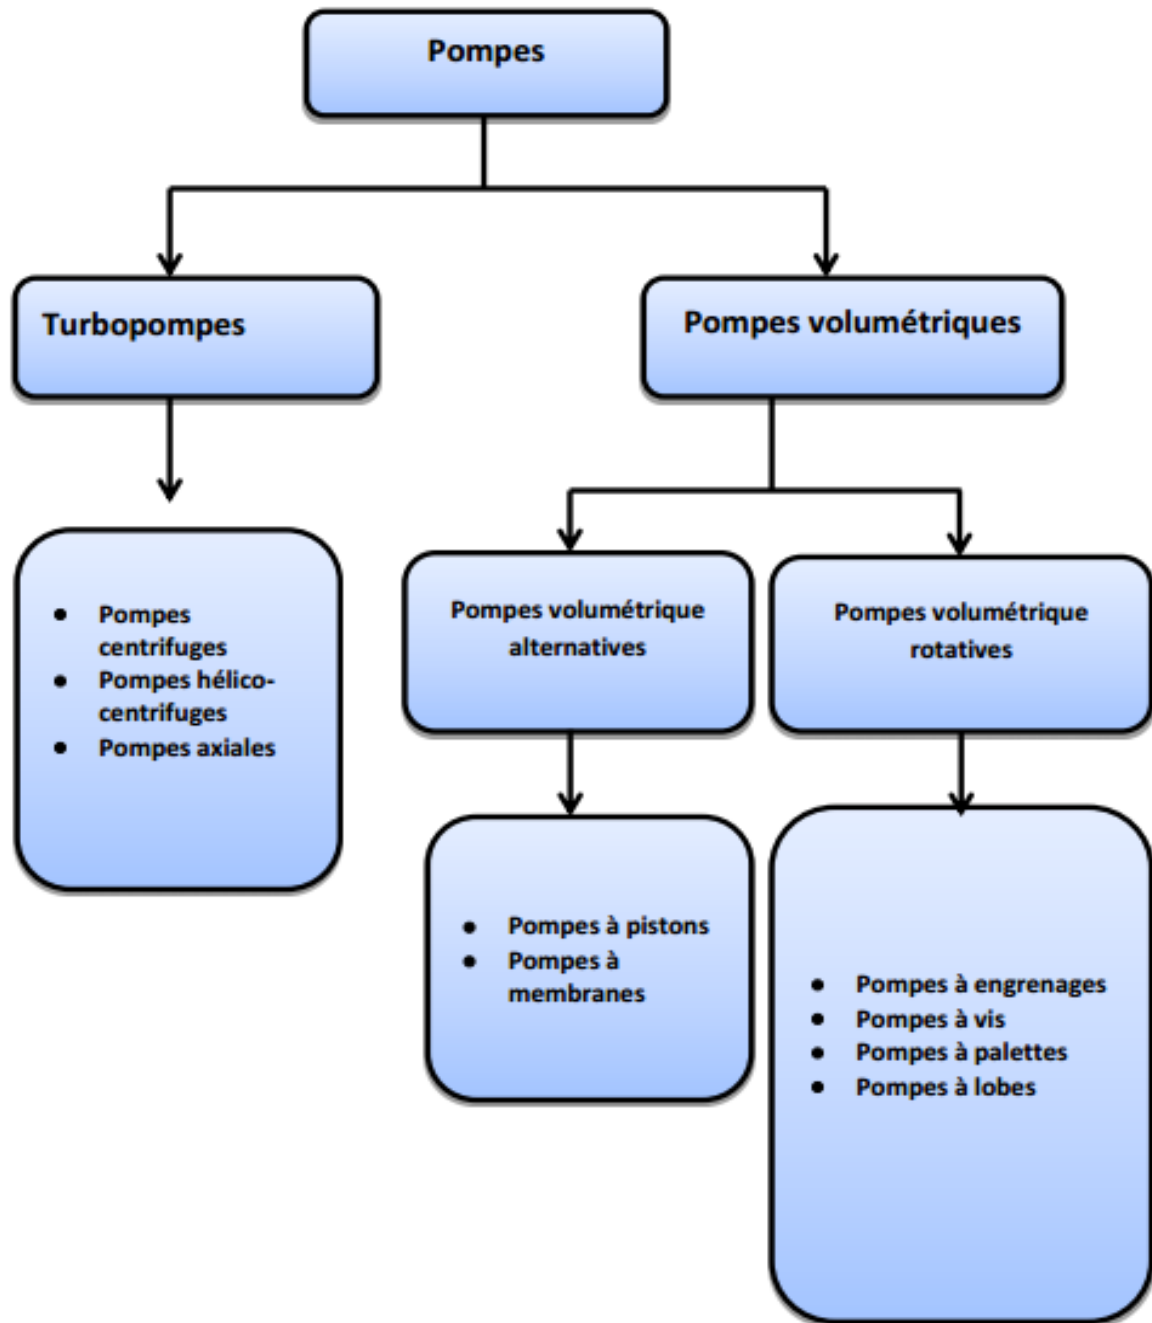 Pompes
Turbopompes
Pompes volumétriques
• Pompes
centrifuges
• Pompes hélico-
centrifuges
• Pompes axiales
Pompes volumétrique
alternatives
Pompes volumétrique
rotatives
• Pompes à pistons
• Pompes à
membranes
• Pompes à engrenages
• Pompes à vis
• Pompes à palettes
• Pompes à lobes